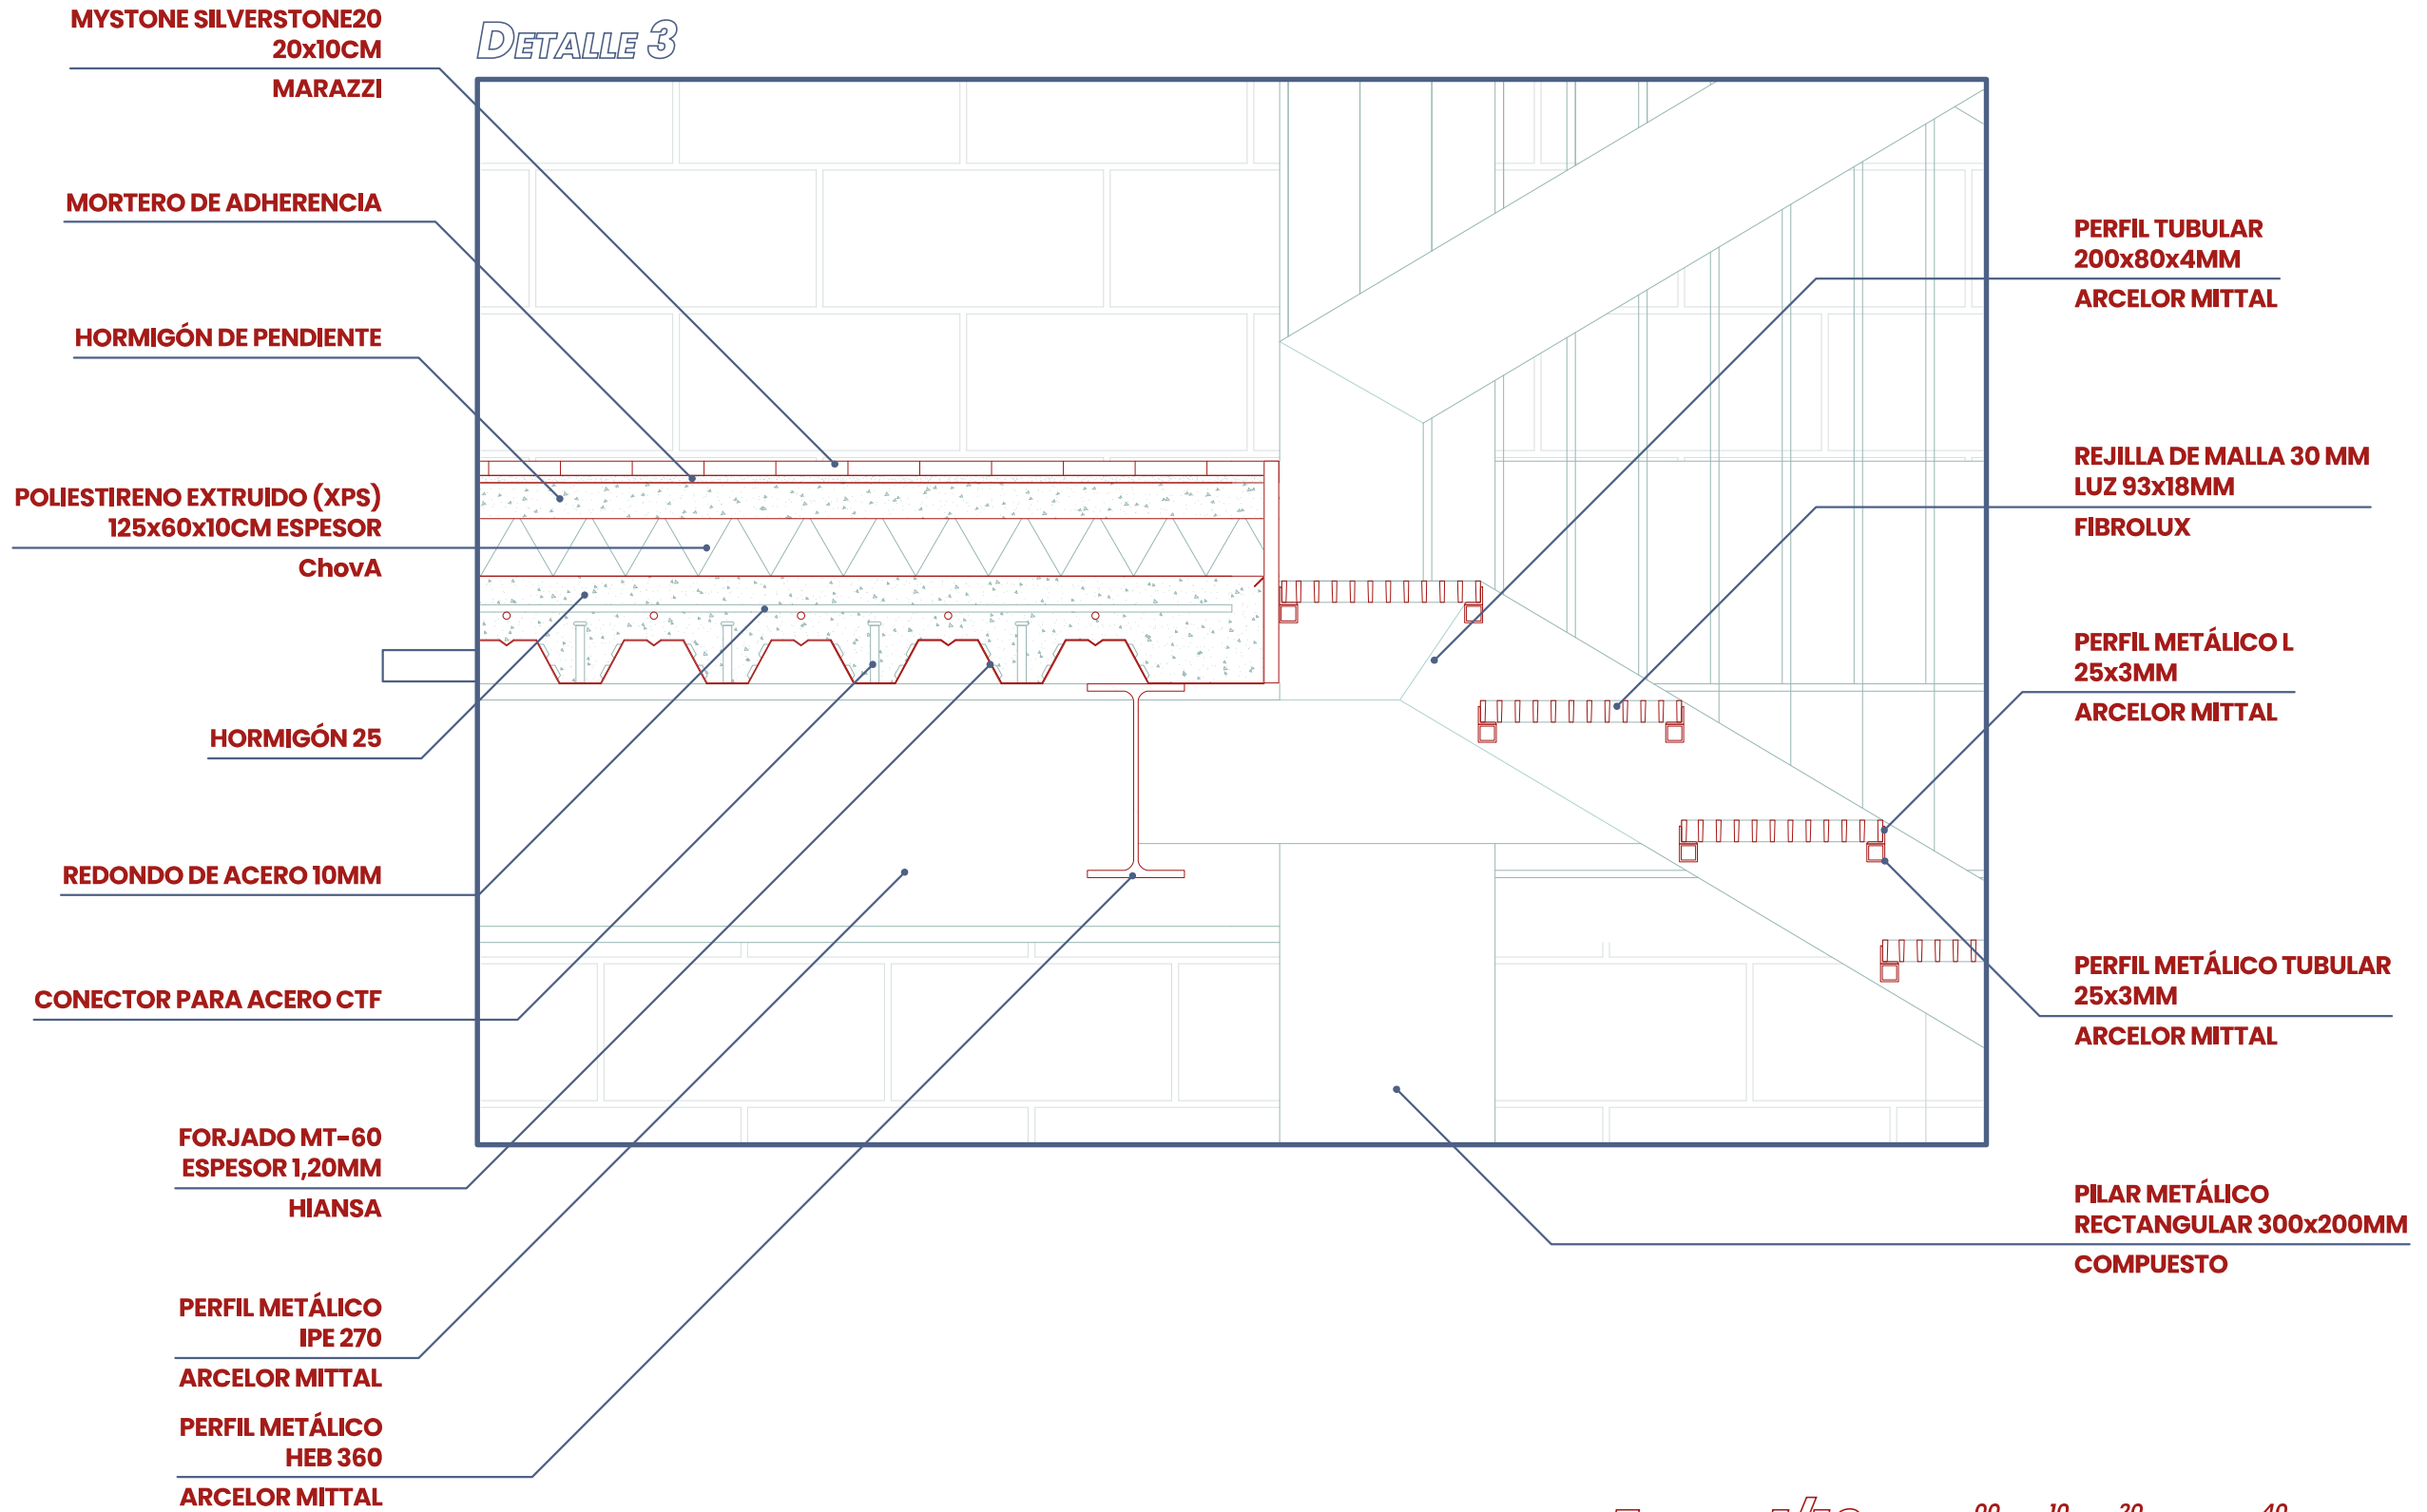 DETALLE 3
MYSTONE SILVERSTONE20
20x10CM
MARAZZI
MORTERO DE ADHERENCIA
HORMIGÓN DE PENDIENTE
POLIESTIRENO EXTRUIDO (XPS)
125x60x10CM ESPESOR
ChovA
HORMIGÓN 25
REDONDO DE ACERO 10MM
CONECTOR PARA ACERO CTF
FORJADO MT-60
ESPESOR 1,20MM
HIANSA
PERFIL METÁLICO
IPE 270
ARCELOR MITTAL
PERFIL METÁLICO
HEB 360
ARCELOR MITTAL
PERFIL TUBULAR
200x80x4MM
ARCELOR MITTAL
REJILLA DE MALLA 30 MM
LUZ 93x18MM
FIBROLUX
PERFIL METÁLICO L
25x3MM
ARCELOR MITTAL
PERFIL METÁLICO TUBULAR
25x3MM
ARCELOR MITTAL
PILAR METÁLICO
RECTANGULAR 300x200MM
COMPUESTO